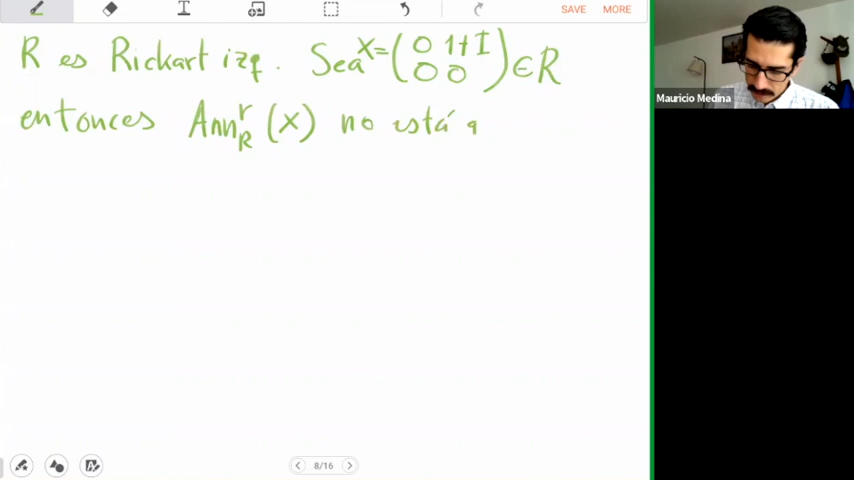 SAVE MORE
R es Rickart izq. Sea X=(0 1+I
0 0) ∈ R
Mauricio Medina
entonces Ann^r_R (X) no está
8/16